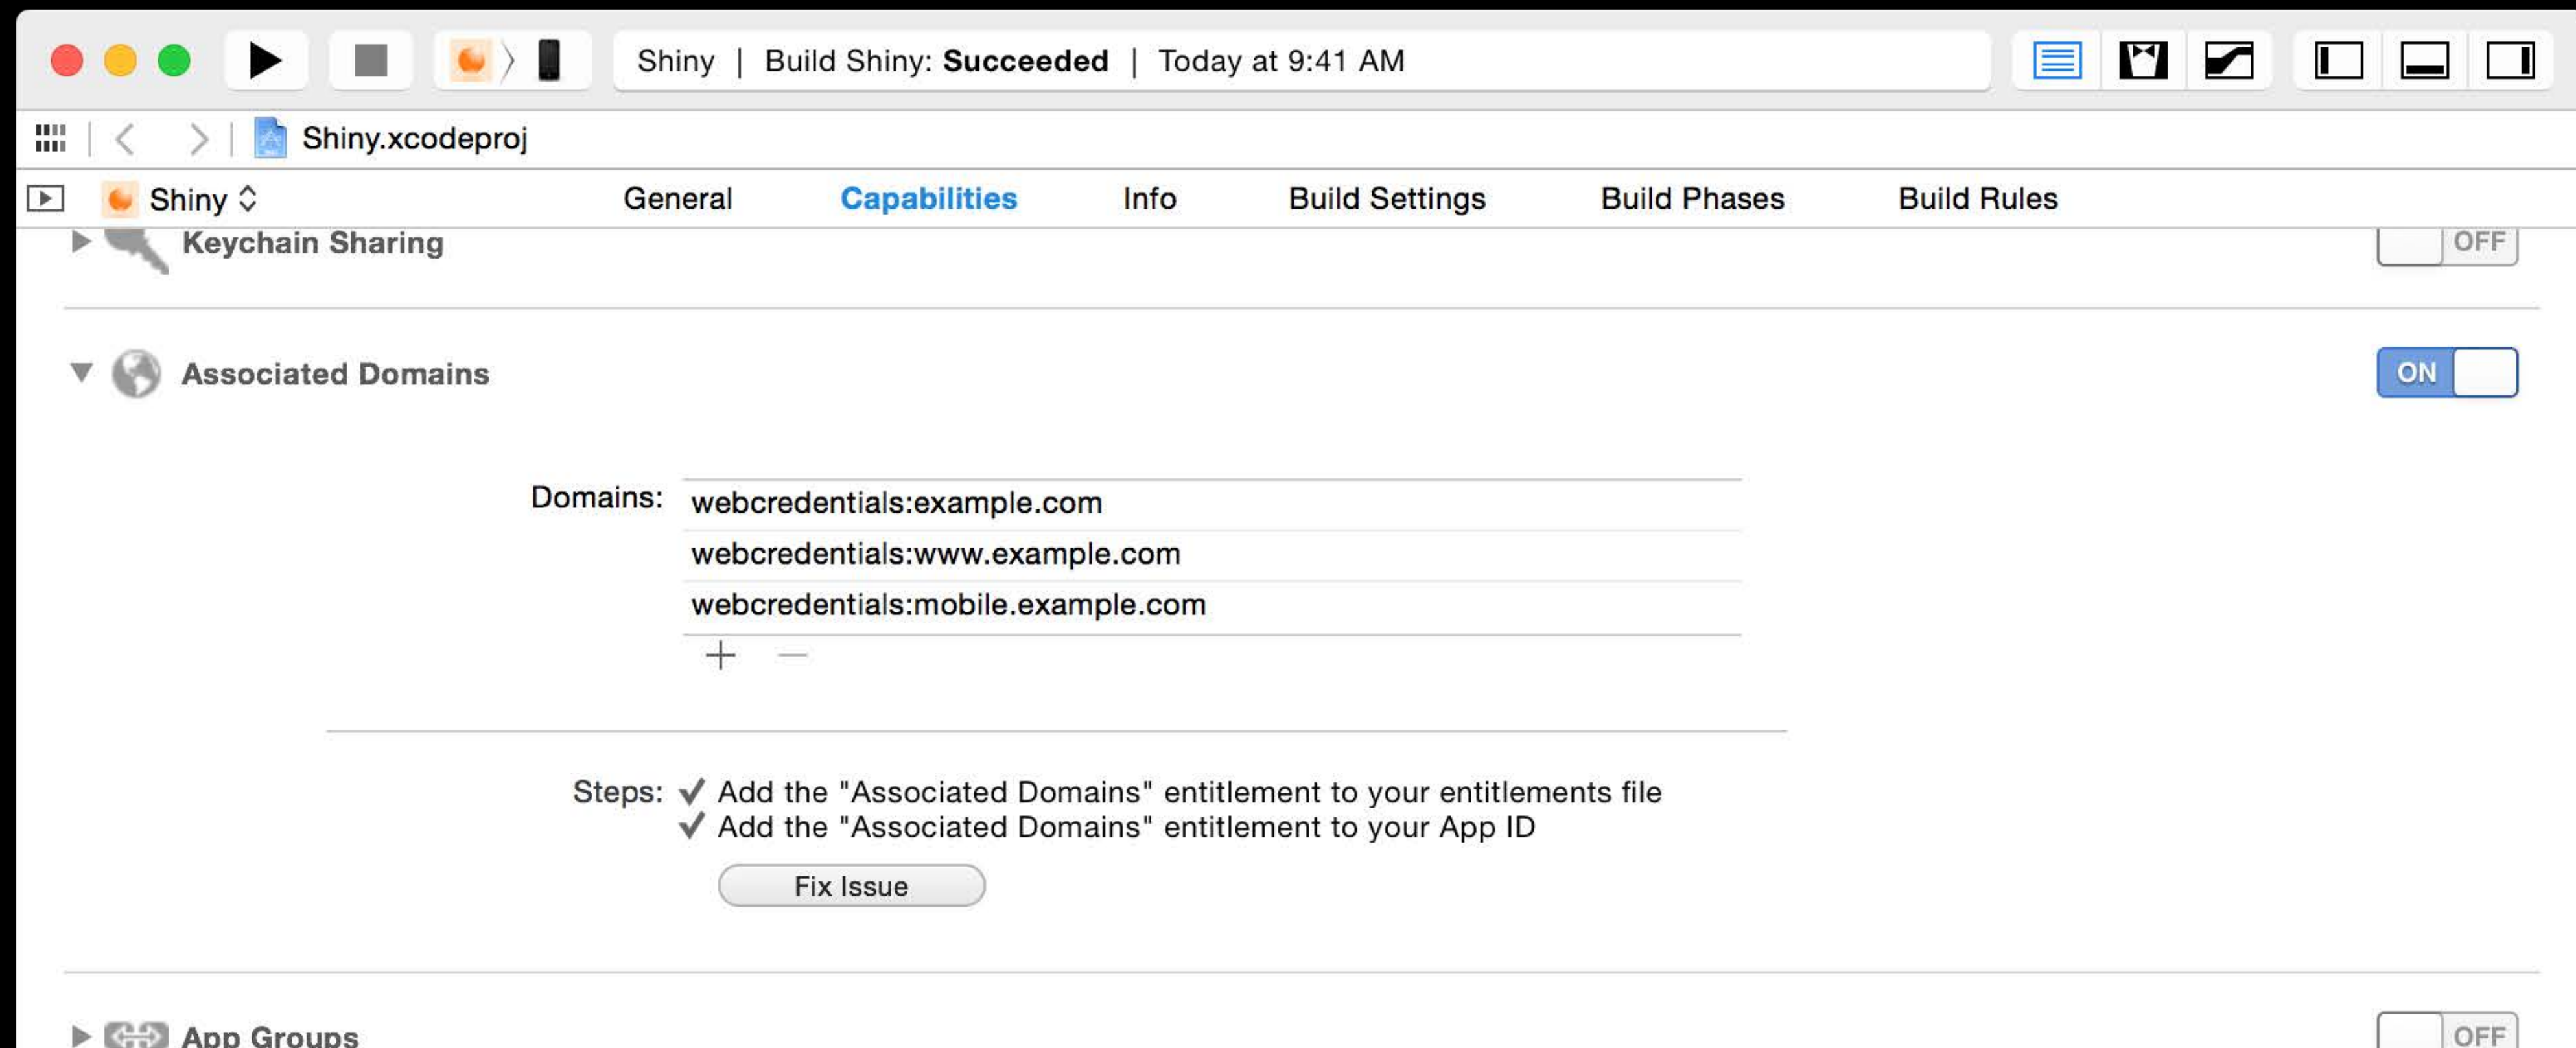 Shiny | Build Shiny: Succeeded | Today at 9:41 AM
Shiny.xcodeproj
Shiny General Capabilities Info Build Settings Build Phases Build Rules
Keychain Sharing OFF
Associated Domains ON
Domains: webcredentials:example.com
webcredentials:www.example.com
webcredentials:mobile.example.com
Steps: ✓ Add the "Associated Domains" entitlement to your entitlements file
✓ Add the "Associated Domains" entitlement to your App ID
Fix Issue
App Groups OFF